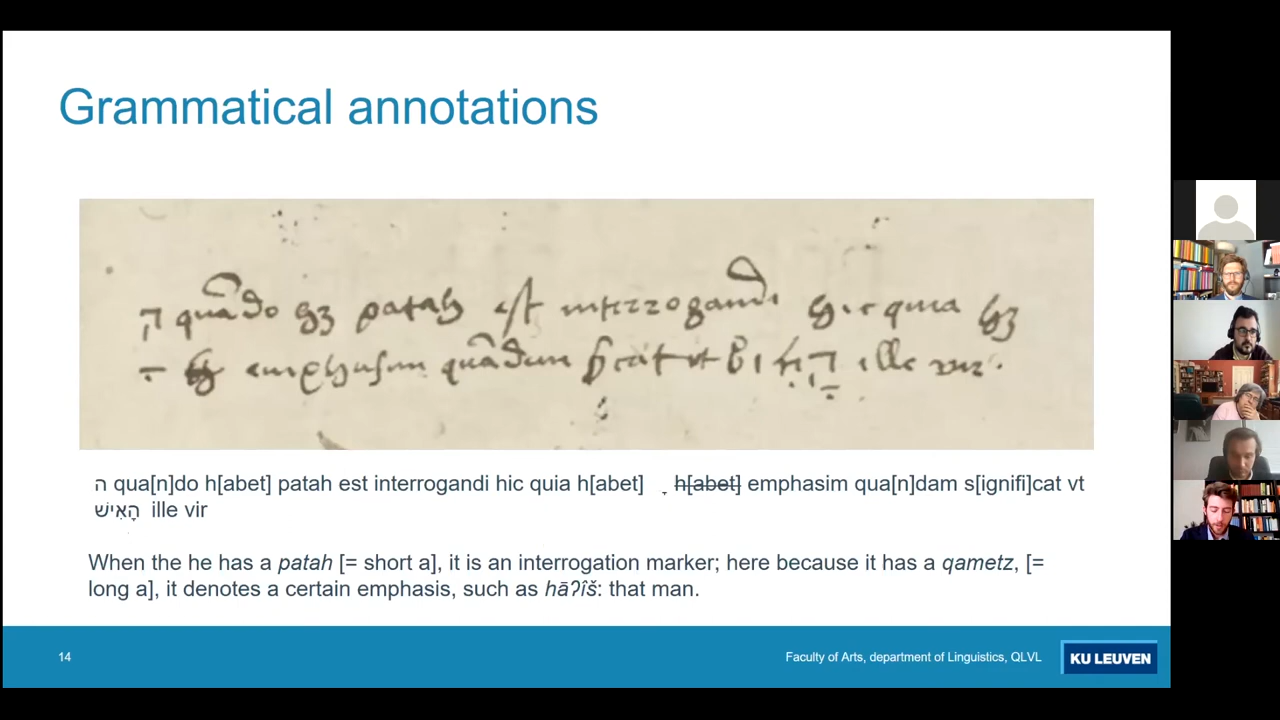 Grammatical annotations
ה qua[n]do h[abet] patah est interrogandi hic quia h[abet] ָ h[abet] emphasim qua[n]dam s[ignifi]cat vt
הָאִישׁ ille vir
When the he has a patah [= short a], it is an interrogation marker; here because it has a qametz, [=
long a], it denotes a certain emphasis, such as hāʔîš: that man.
14
Faculty of Arts, department of Linguistics, QLVL
KU LEUVEN